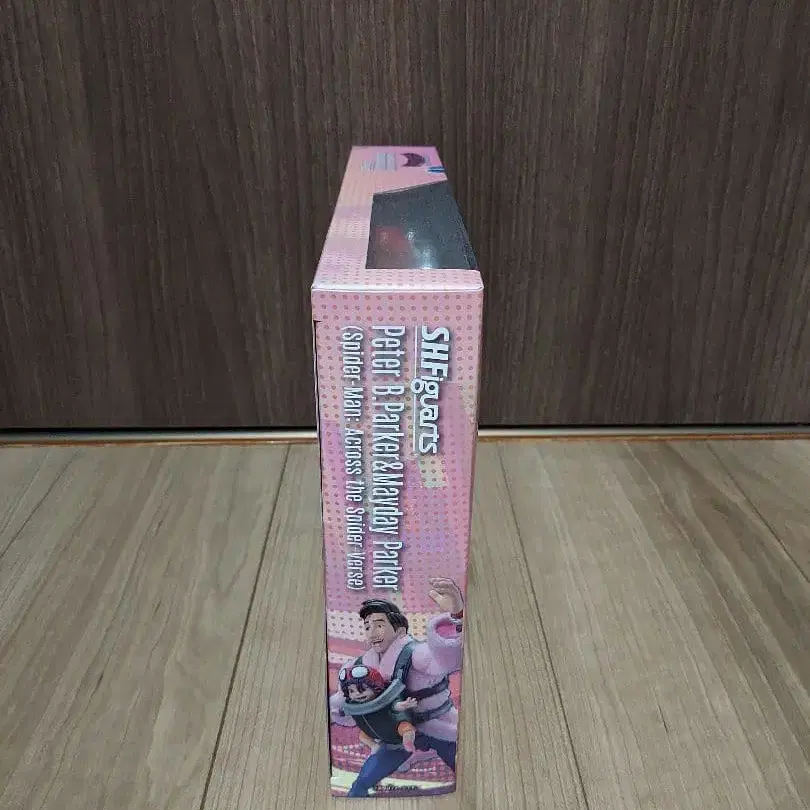 S.H.Figuarts
Peter B.Parker&Mayday Parker
(Spider-Man: Across the Spider-Verse)